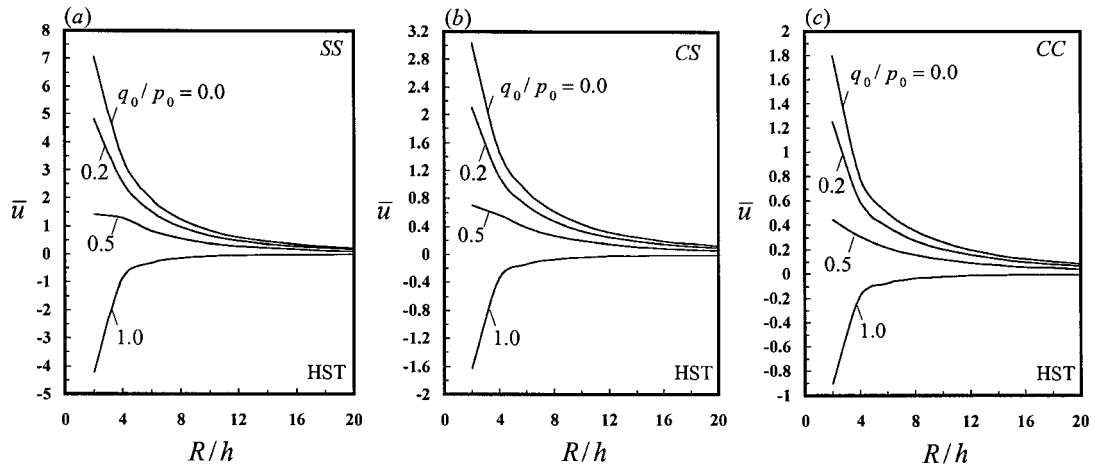 (a)
8
7
6
5
4
3
2
1
0
-1
-2
-3
-4
-5
ū
SS
q₀/p₀ = 0.0
0.2
0.5
1.0
HST
0 4 8 12 16 20
R/h
(b)
3.2
2.8
2.4
2
1.6
1.2
0.8
0.4
0
-0.4
-0.8
-1.2
-1.6
-2
ū
CS
q₀/p₀ = 0.0
0.2
0.5
1.0
HST
0 4 8 12 16 20
R/h
(c)
2
1.8
1.6
1.4
1.2
1
0.8
0.6
0.4
0.2
0
-0.2
-0.4
-0.6
-0.8
-1
ū
CC
q₀/p₀ = 0.0
0.2
0.5
1.0
HST
0 4 8 12 16 20
R/h